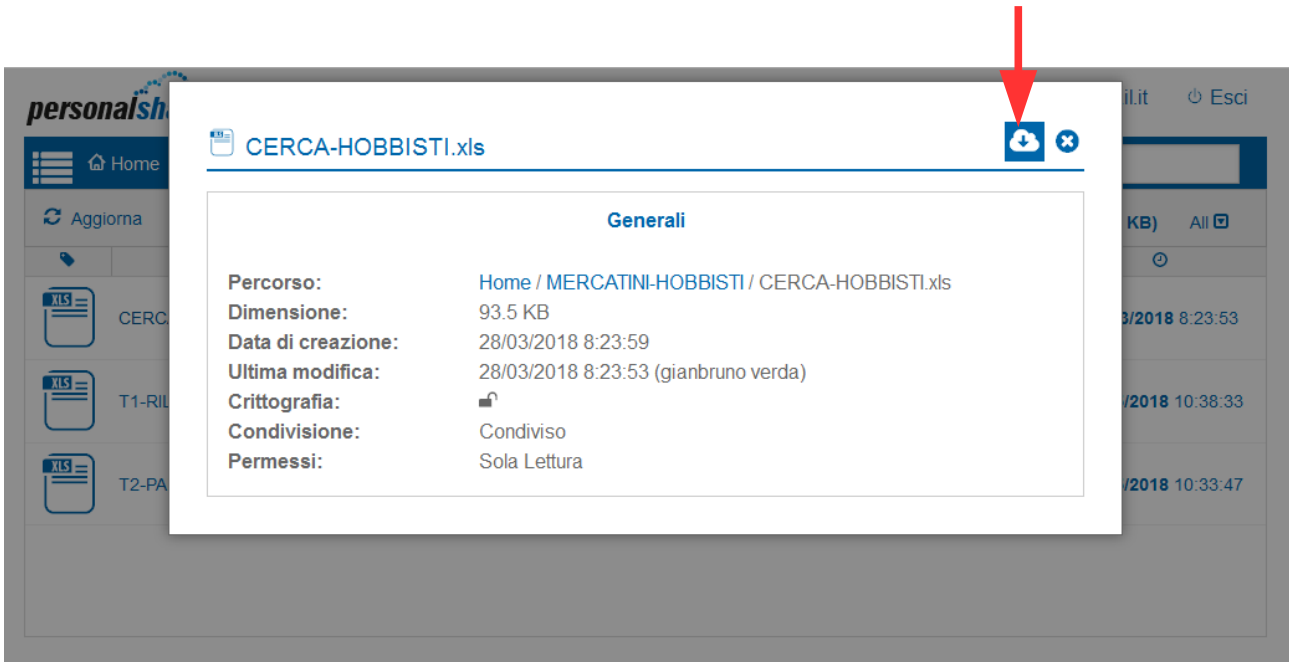 personalsh
il.it Esci
Home
Aggiorna
KB) All
XLS CERCA-HOBBISTI.xls
Generali
Percorso: Home / MERCATINI-HOBBISTI / CERCA-HOBBISTI.xls
Dimensione: 93.5 KB
Data di creazione: 28/03/2018 8:23:59
Ultima modifica: 28/03/2018 8:23:53 (gianbruno verda)
Crittografia:
Condivisione: Condiviso
Permessi: Sola Lettura
XLS CERC 3/2018 8:23:53
XLS T1-RIL /2018 10:38:33
XLS T2-PA /2018 10:33:47